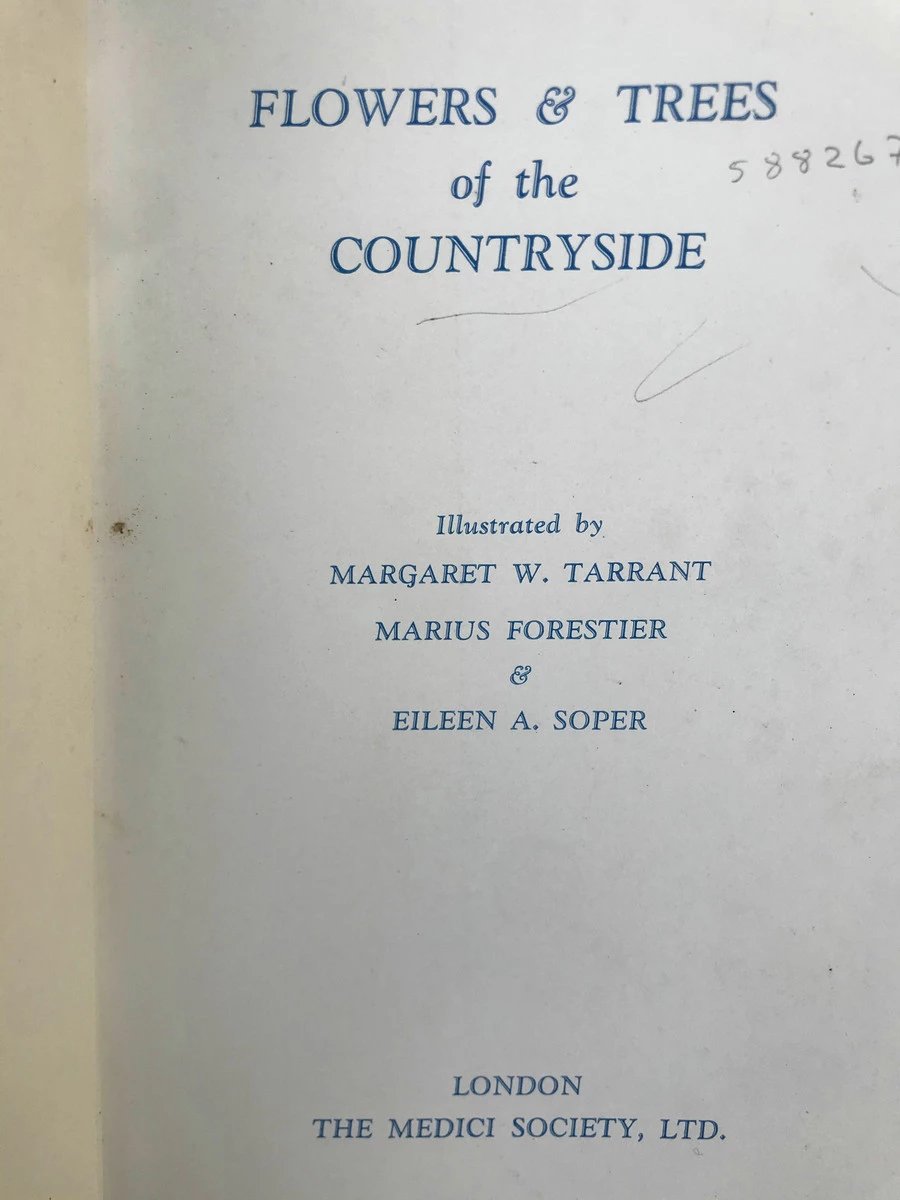 FLOWERS & TREES
of the
COUNTRYSIDE
588267
Illustrated by
MARGARET W. TARRANT
MARIUS FORESTIER
&
EILEEN A. SOPER
LONDON
THE MEDICI SOCIETY, LTD.